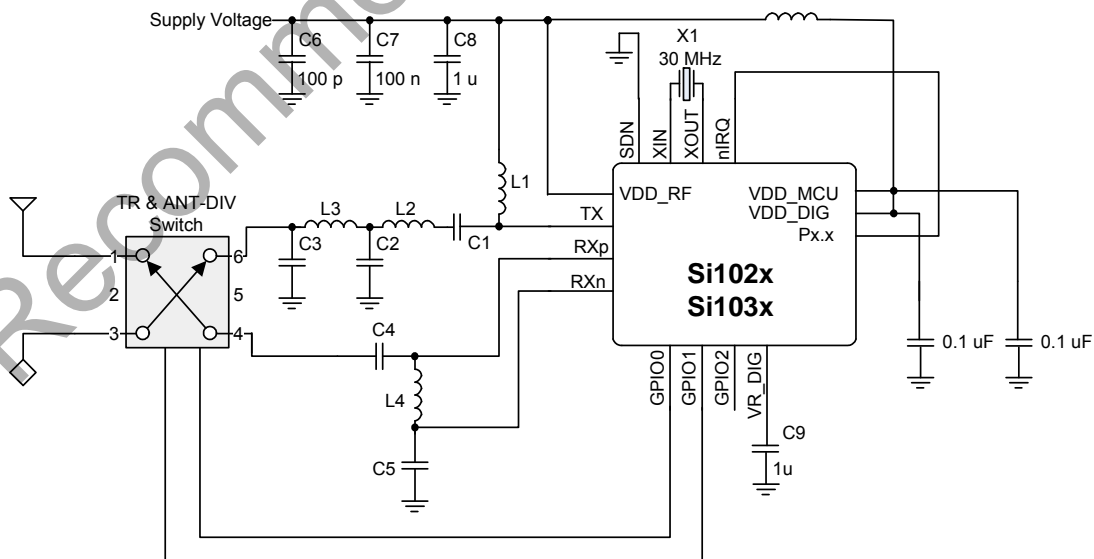 Supply Voltage
C6
C7
C8
100 p
100 n
1 u
X1
30 MHz
SDN
XIN
XOUT
nIRQ
L1
VDD_RF
VDD_MCU
TX
VDD_DIG
RXp
Px.x
RXn
Si102x
Si103x
TR & ANT-DIV
Switch
L3
L2
C3
C2
C1
1
6
2
5
3
4
C4
L4
C5
GPIO0
GPIO1
GPIO2
VR_DIG
C9
1u
0.1 uF
0.1 uF
Recomme